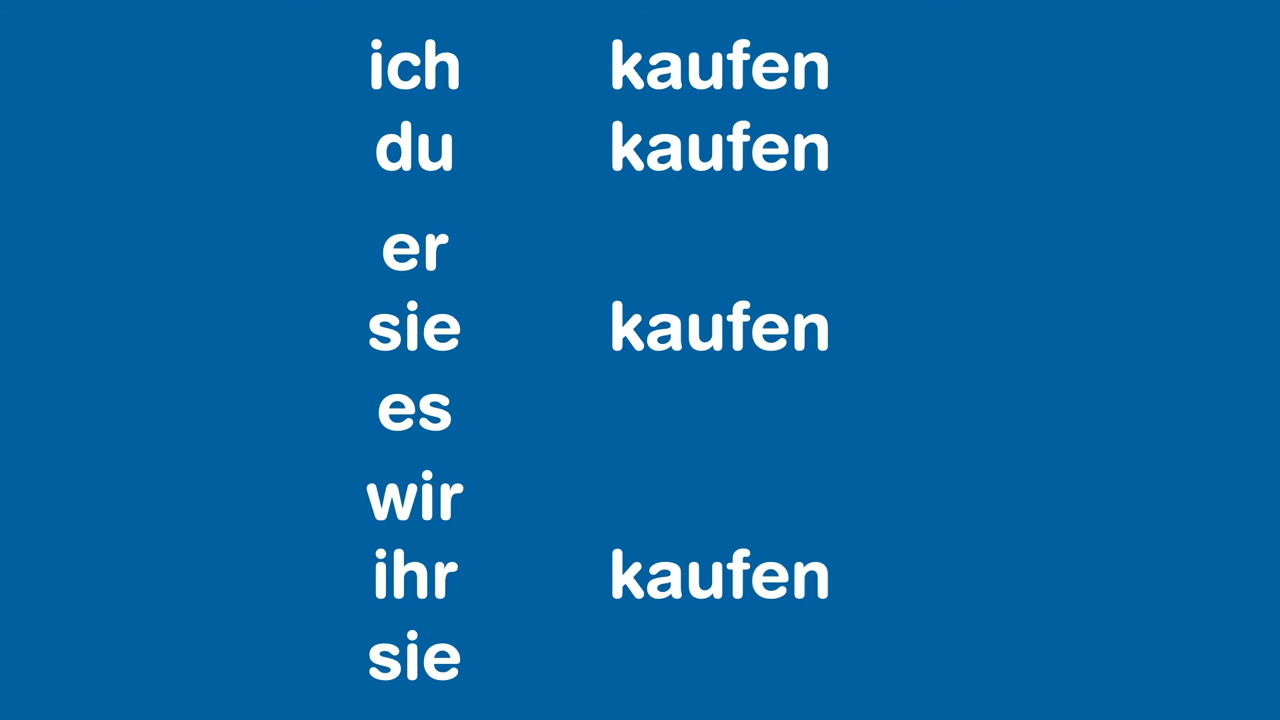 ich kaufen
du kaufen
er
sie kaufen
es
wir
ihr kaufen
sie